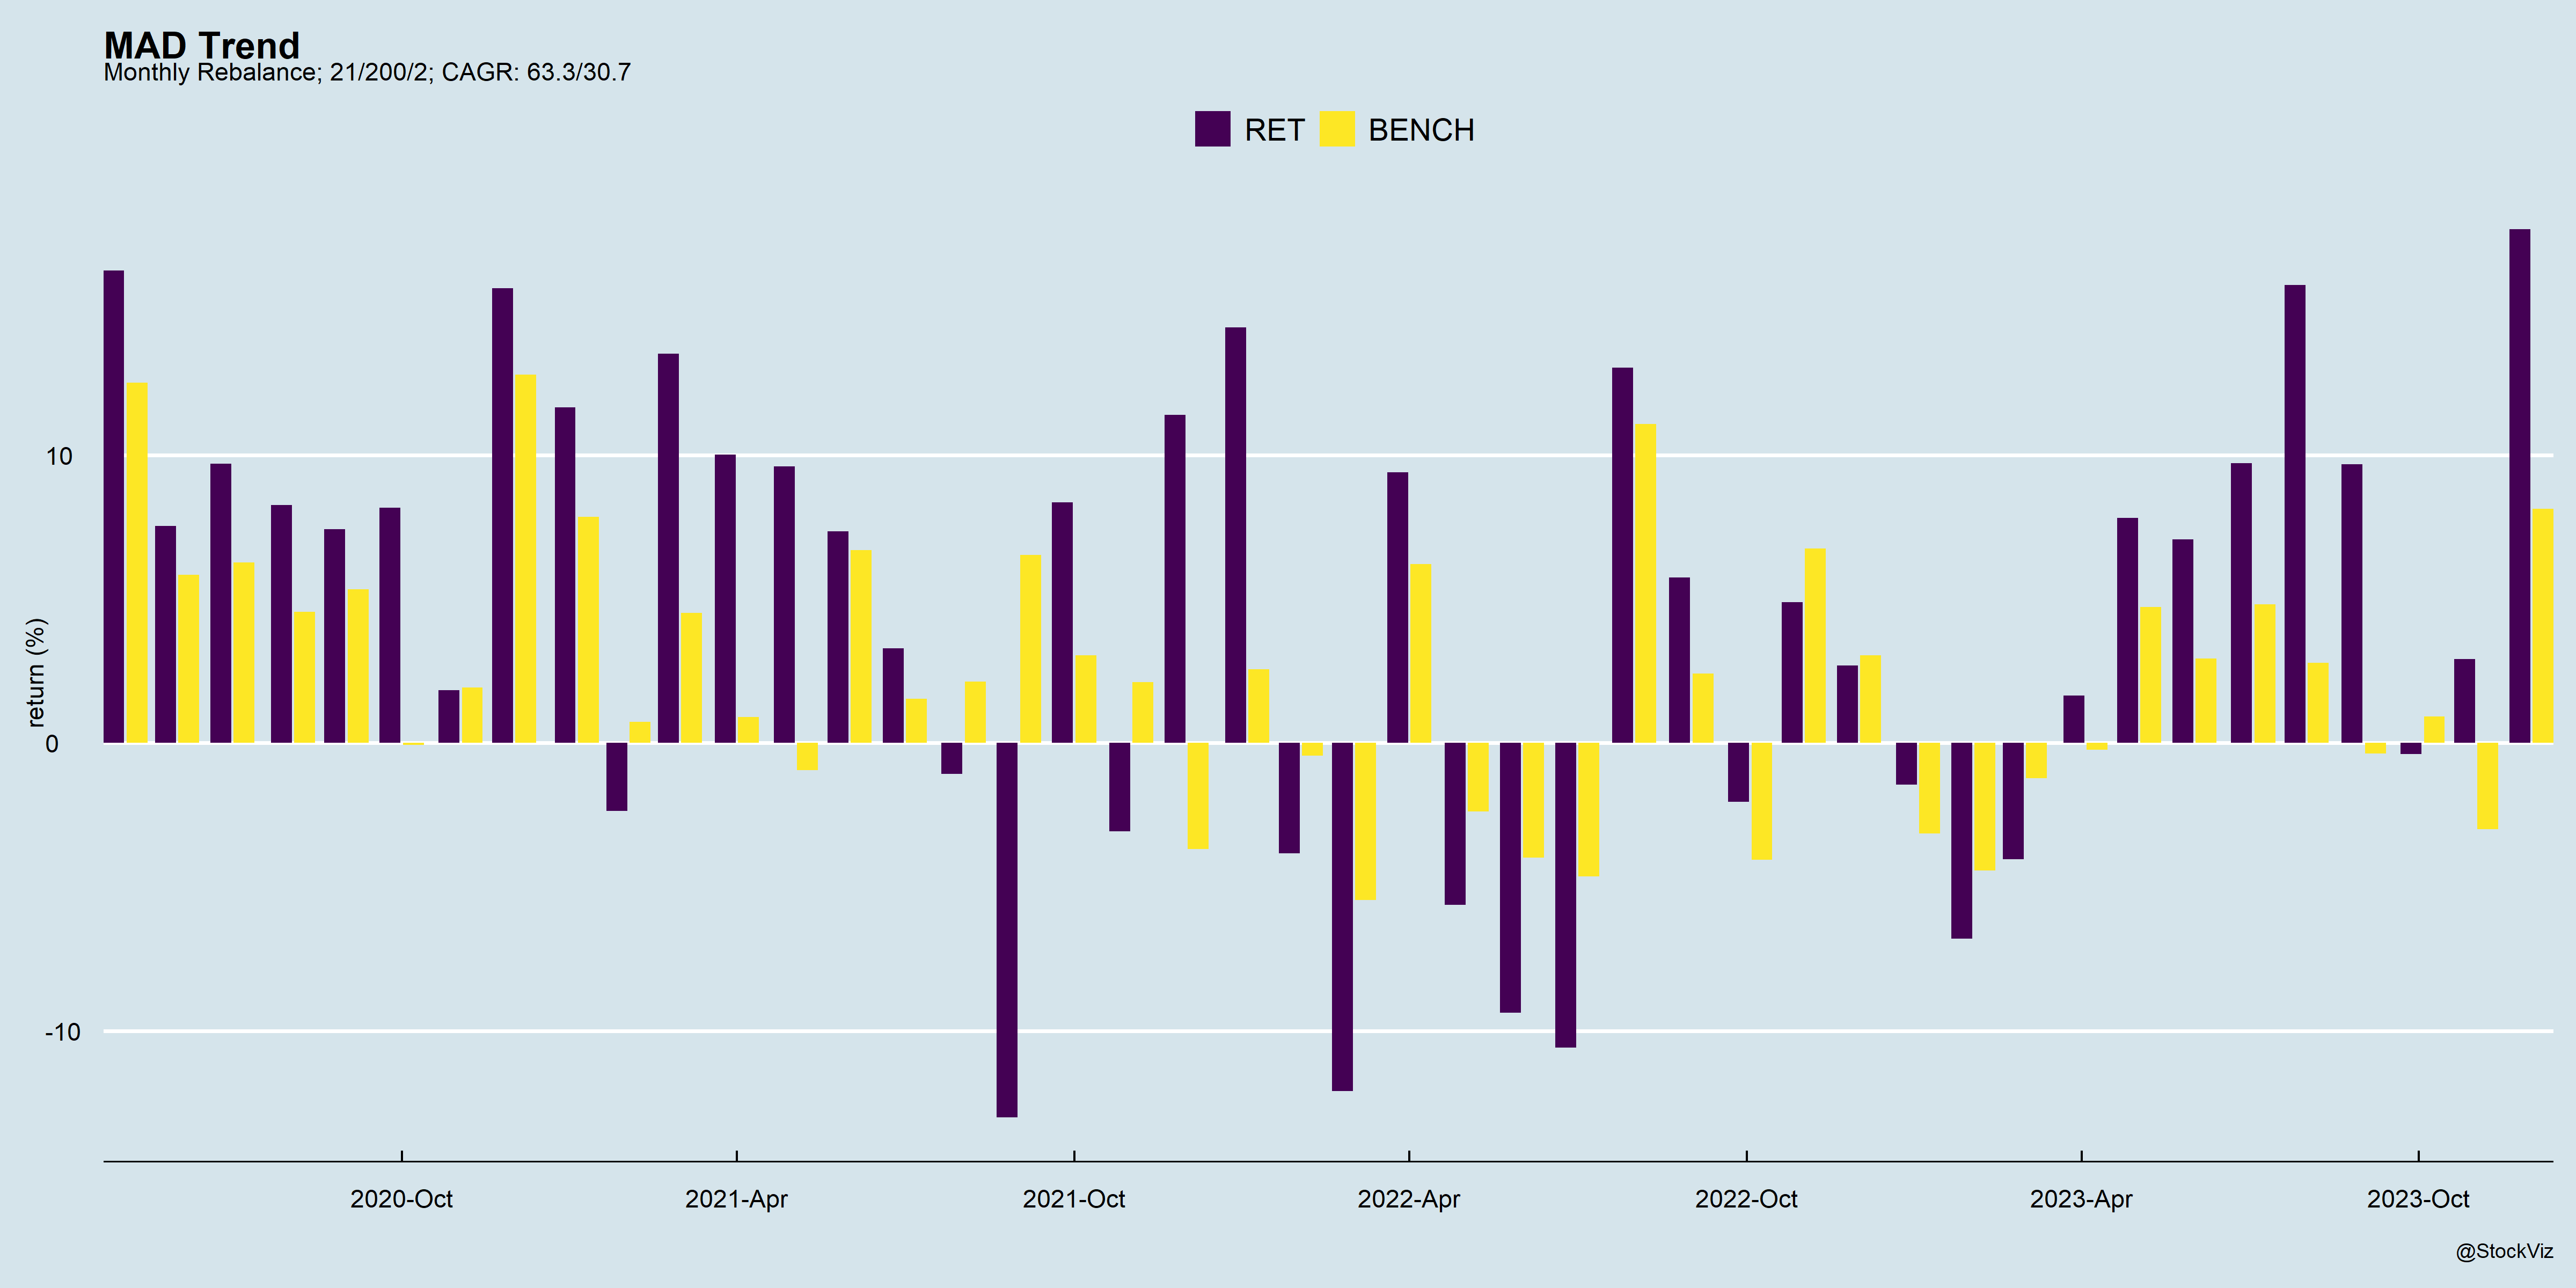 MAD Trend
Monthly Rebalance; 21/200/2; CAGR: 63.3/30.7
RET BENCH
return (%)
10
0
-10
2020-Oct 2021-Apr 2021-Oct 2022-Apr 2022-Oct 2023-Apr 2023-Oct
@StockViz